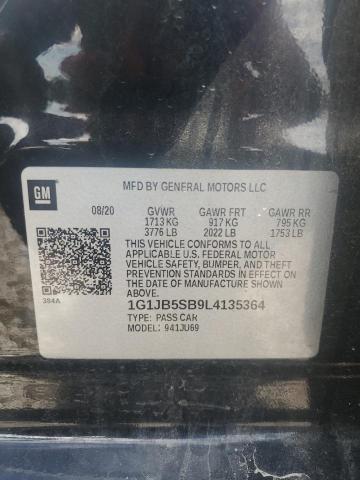 GM
MFD BY GENERAL MOTORS LLC
08/20 GVWR GAWR FRT GAWR RR
1713 KG 917 KG 795 KG
3776 LB 2022 LB 1753 LB
THIS VEHICLE CONFORMS TO ALL
APPLICABLE U.S. FEDERAL MOTOR
VEHICLE SAFETY, BUMPER, AND THEFT
PREVENTION STANDARDS IN EFFECT ON
THE DATE OF MANUFACTURE SHOWN
ABOVE.
384A
1G1JB5SB9L4135364
TYPE: PASS CAR
MODEL: 941JU69